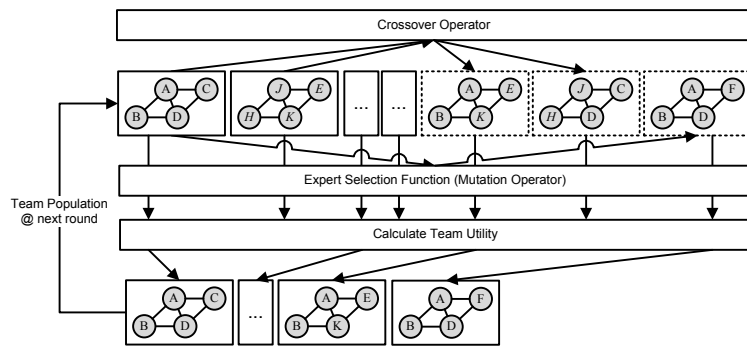 Crossover Operator
A C J E ... ... A E J C A F
B D H K B K H D B D
Expert Selection Function (Mutation Operator)
Team Population
@ next round
Calculate Team Utility
A C ... A E A F
B D B K B D